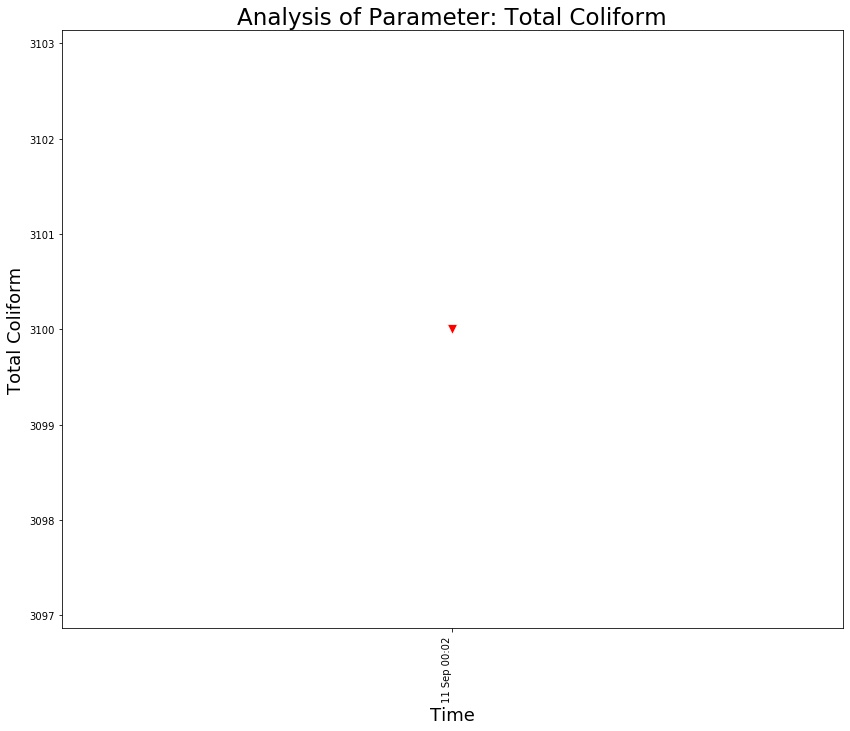 Analysis of Parameter: Total Coliform
3103
3102
3101
3100
3099
3098
3097
Total Coliform
11 Sep 00:02
Time